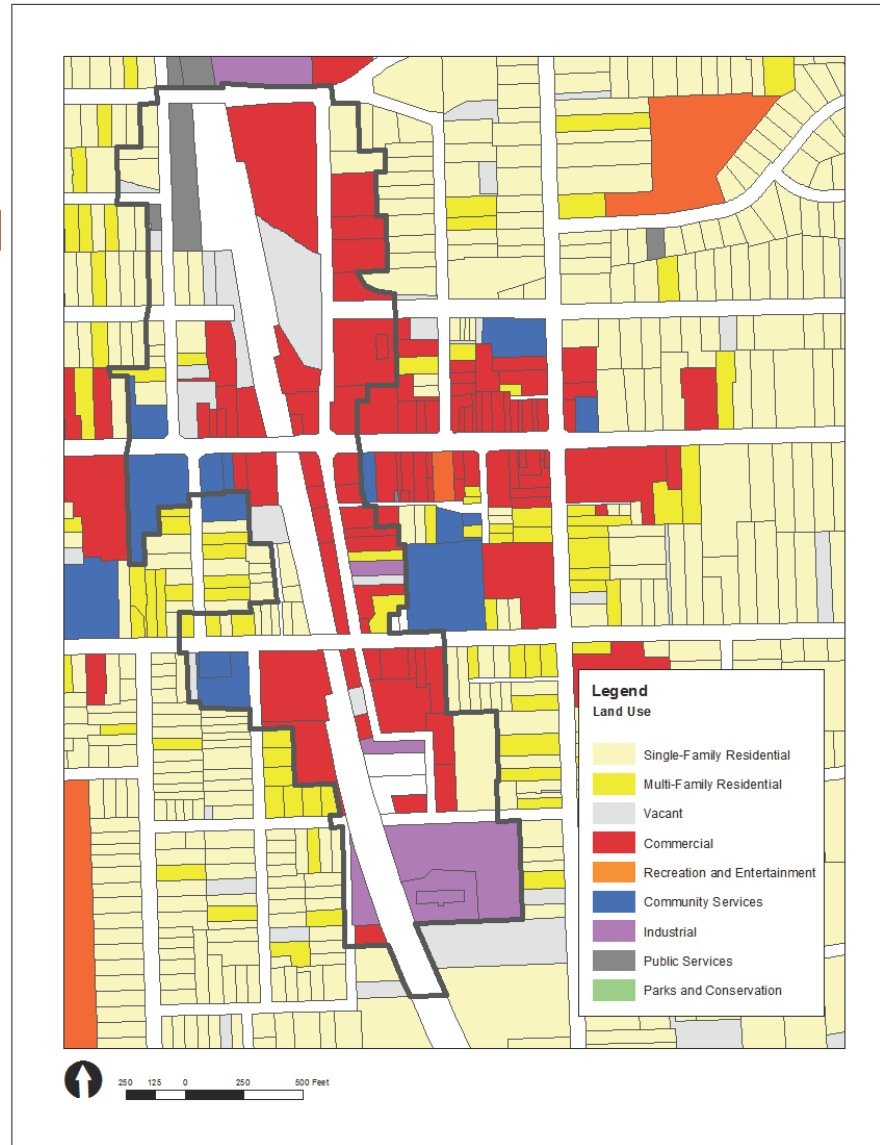 Legend
Land Use
Single-Family Residential
Multi-Family Residential
Vacant
Commercial
Recreation and Entertainment
Community Services
Industrial
Public Services
Parks and Conservation
250 125 0 250 500 Feet